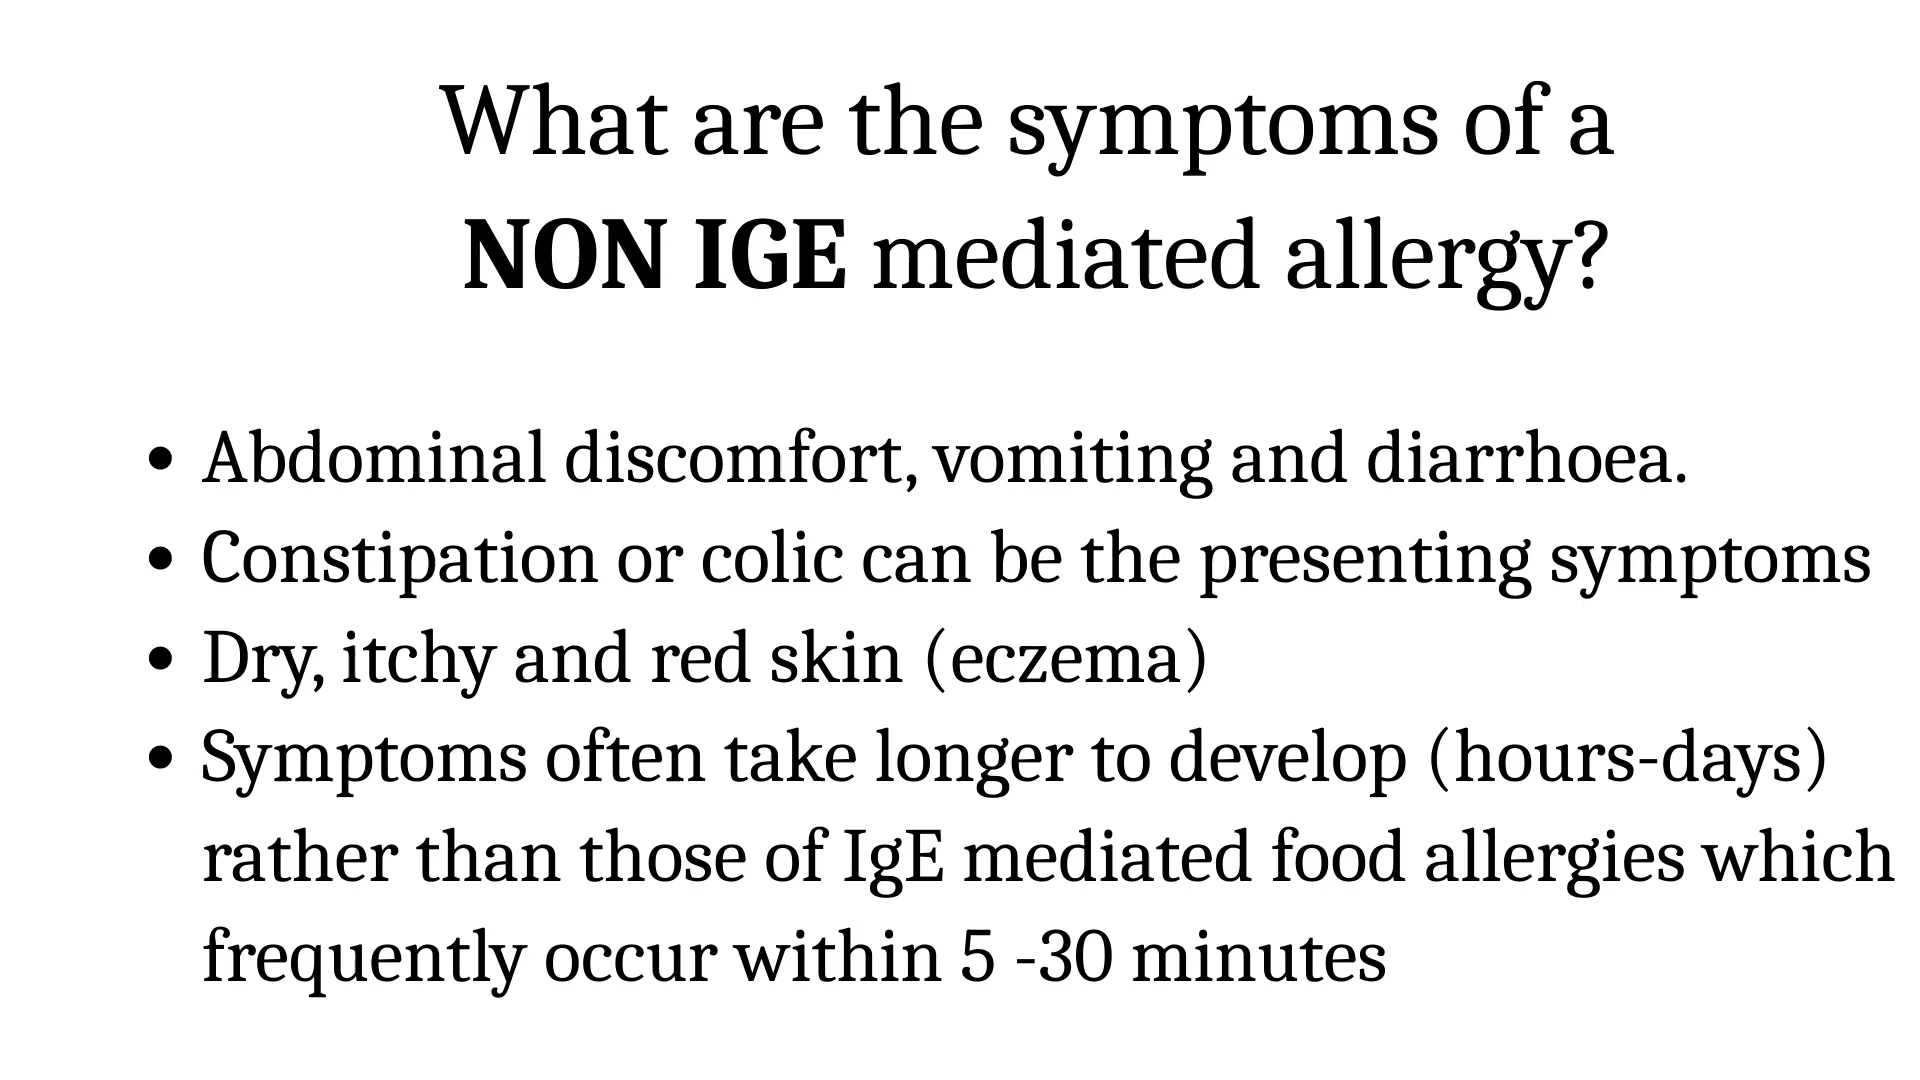 What are the symptoms of a
NON IGE mediated allergy?
• Abdominal discomfort, vomiting and diarrhoea.
• Constipation or colic can be the presenting symptoms
• Dry, itchy and red skin (eczema)
• Symptoms often take longer to develop (hours-days)
rather than those of IgE mediated food allergies which
frequently occur within 5 -30 minutes